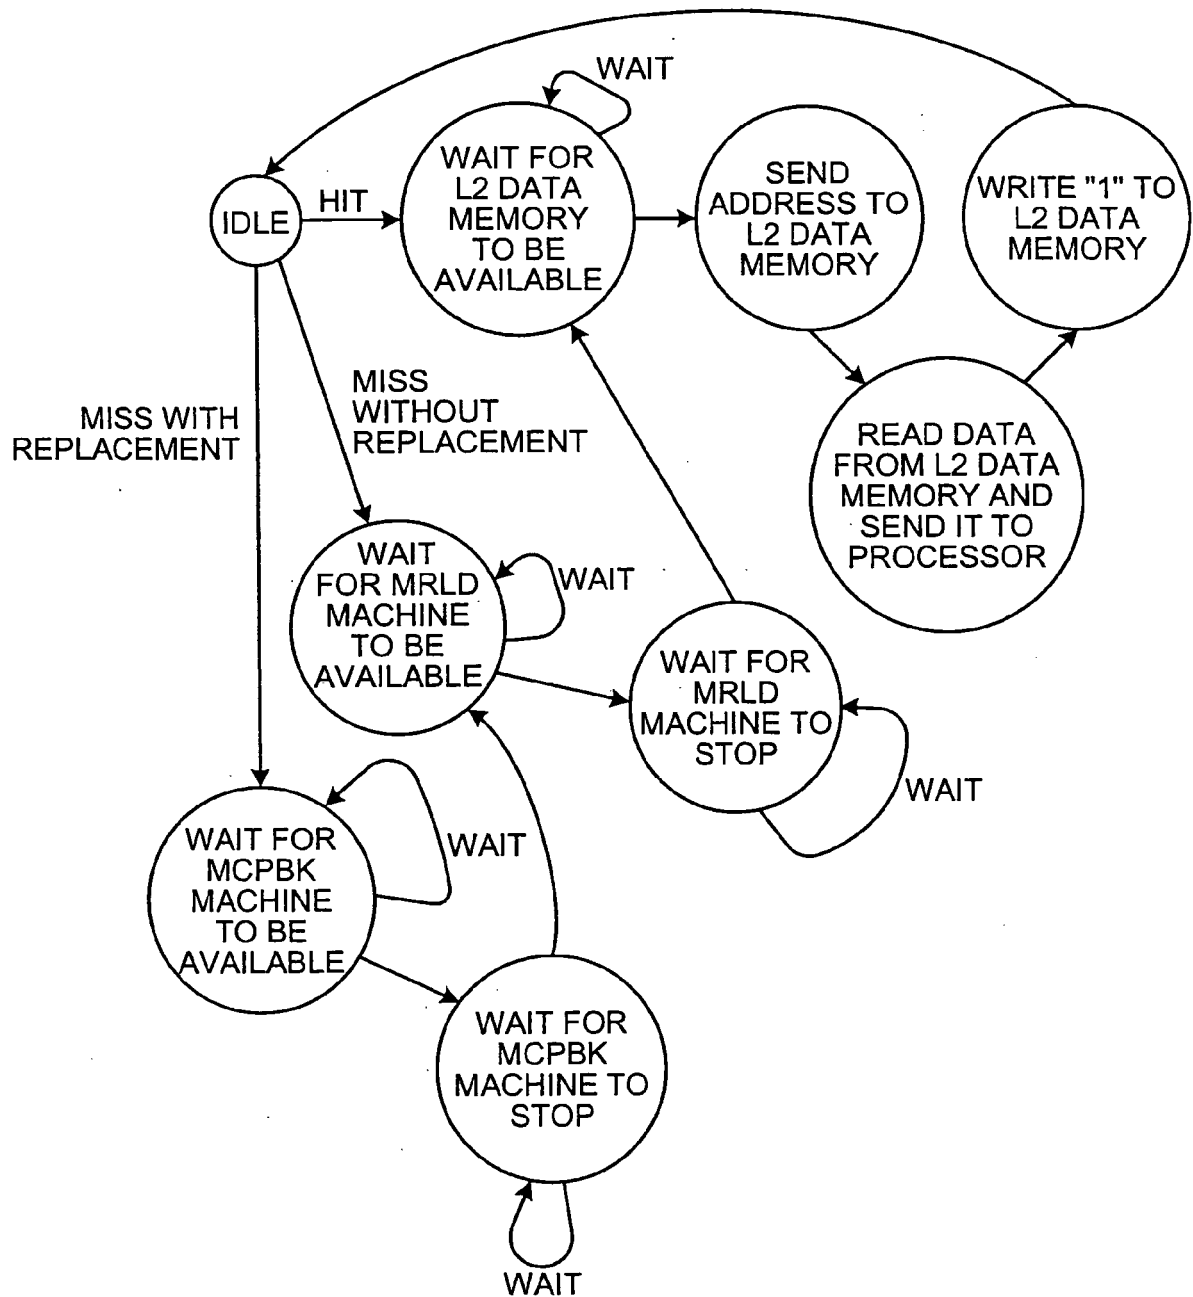 WAIT
WAIT FOR
L2 DATA
MEMORY
TO BE
AVAILABLE
SEND
ADDRESS TO
L2 DATA
MEMORY
WRITE "1" TO
L2 DATA
MEMORY
IDLE
HIT
MISS WITH
REPLACEMENT
MISS
WITHOUT
REPLACEMENT
READ DATA
FROM L2 DATA
MEMORY AND
SEND IT TO
PROCESSOR
WAIT
FOR MRLD
MACHINE
TO BE
AVAILABLE
WAIT
WAIT FOR
MRLD
MACHINE TO
STOP
WAIT
WAIT FOR
MCPBK
MACHINE
TO BE
AVAILABLE
WAIT
WAIT FOR
MCPBK
MACHINE TO
STOP
WAIT